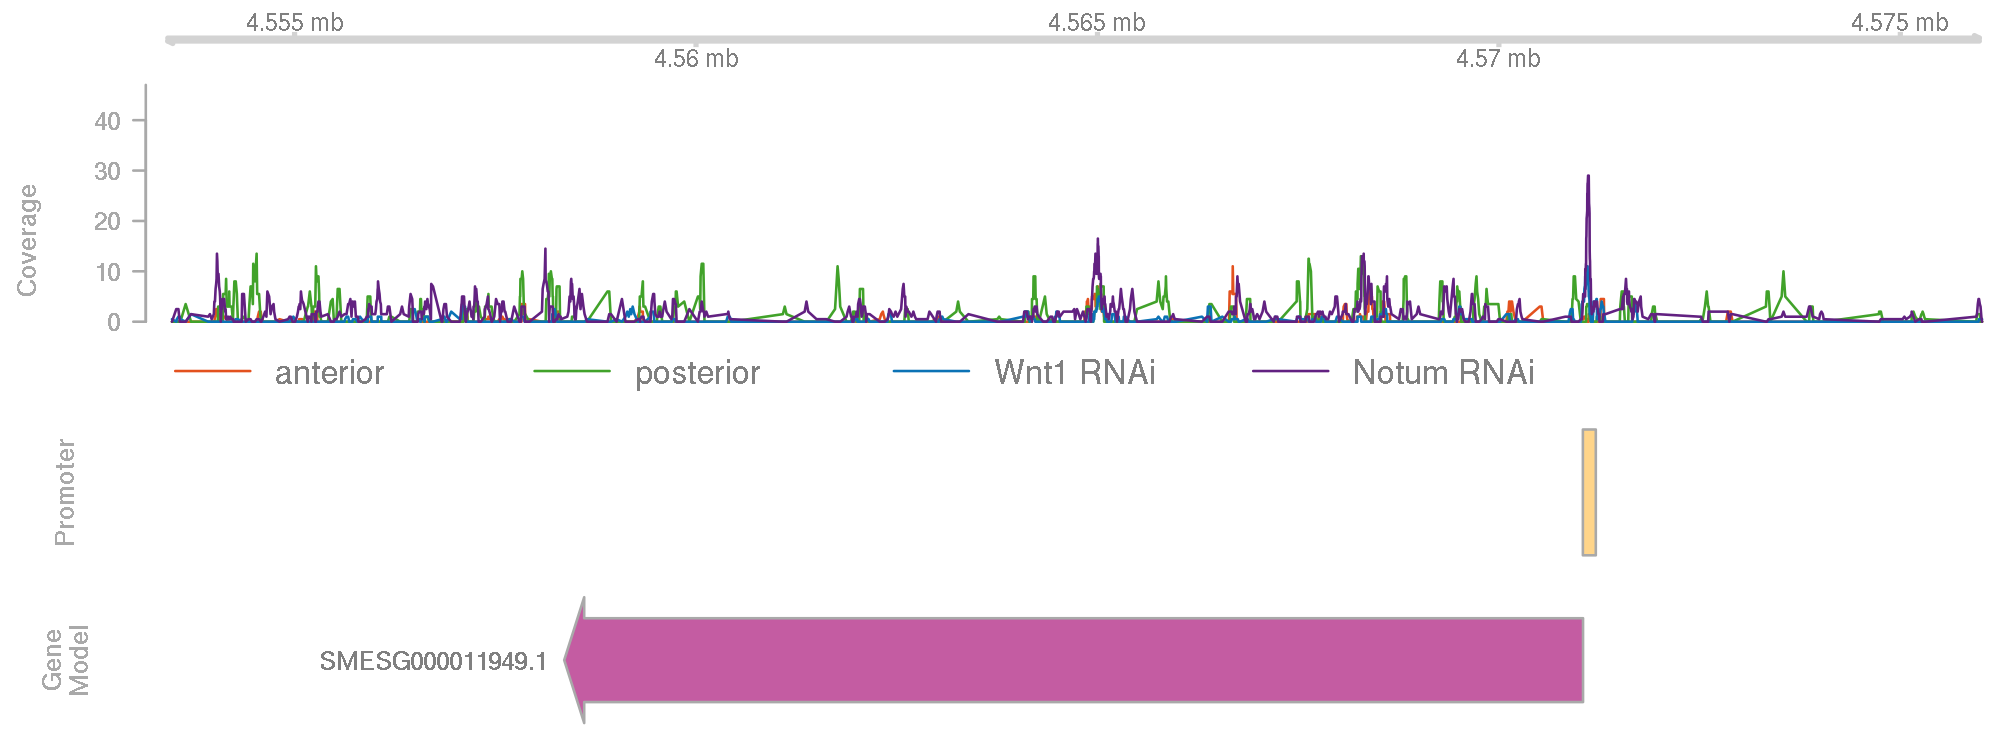 4.555 mb 4.565 mb 4.575 mb
4.56 mb 4.57 mb
Coverage
40
30
20
10
0
anterior posterior Wnt1 RNAi Notum RNAi
Promoter
Gene
Model
SMESG000011949.1